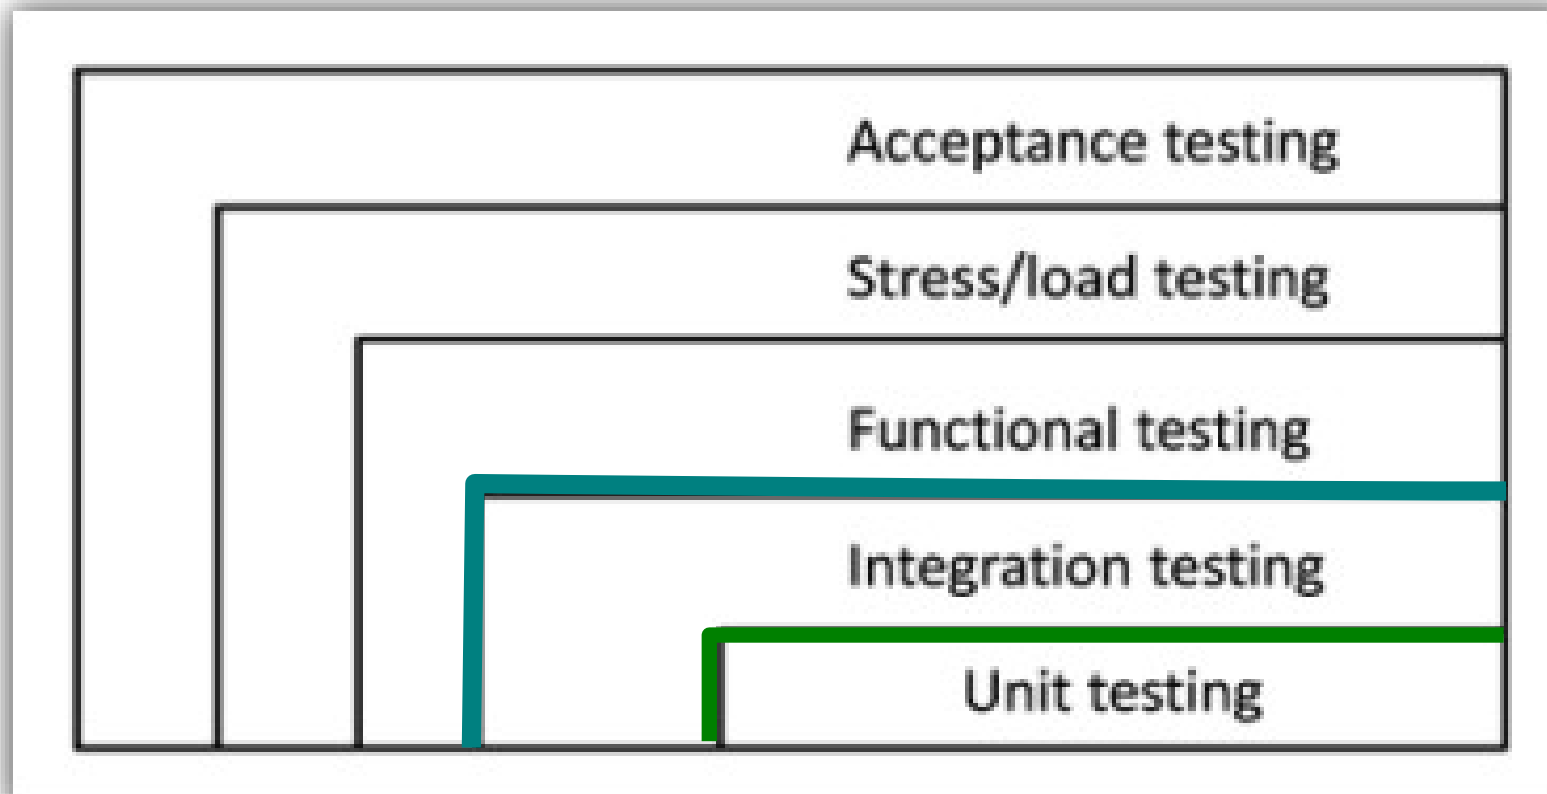 Acceptance testing
Stress/load testing
Functional testing
Integration testing
Unit testing